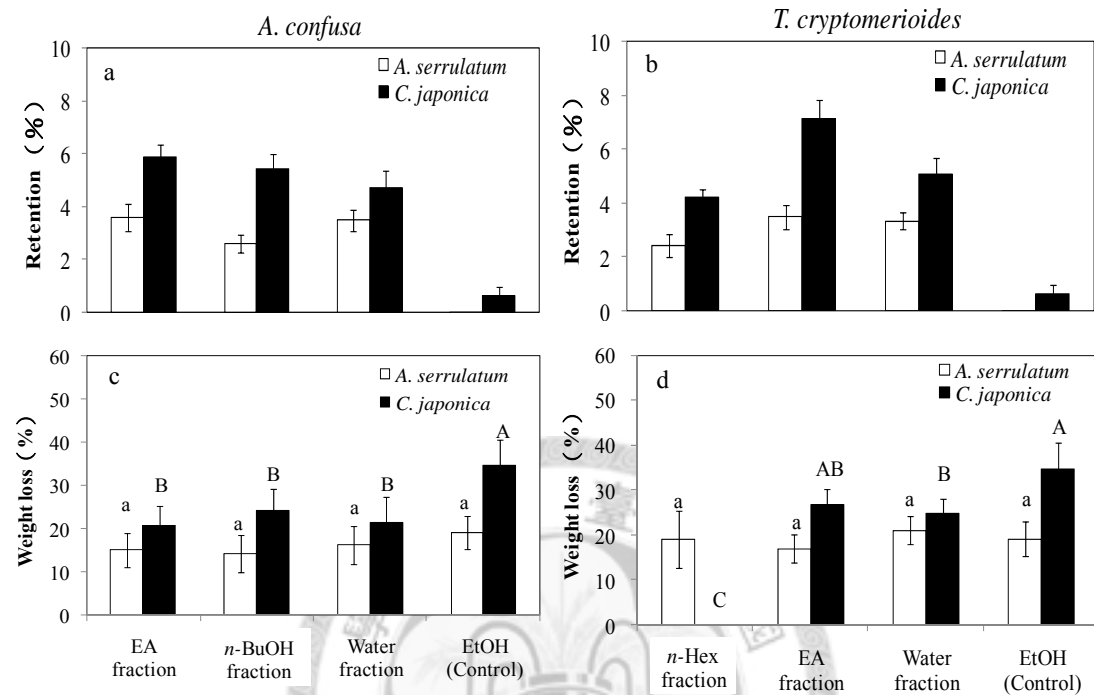 A. confusa
T. cryptomerioides
a
A. serrulatum
C. japonica
Retention (%)
10
8
6
4
2
0
b
A. serrulatum
C. japonica
Retention (%)
10
8
6
4
2
0
c
A. serrulatum
C. japonica
Weight loss (%)
60
50
40
30
20
10
0
a B
a B
a B
a A
EA
fraction
n-BuOH
fraction
Water
fraction
EtOH
(Control)
d
A. serrulatum
C. japonica
Weight loss (%)
60
50
40
30
20
10
0
a C
a AB
a B
a A
n-Hex
fraction
EA
fraction
Water
fraction
EtOH
(Control)